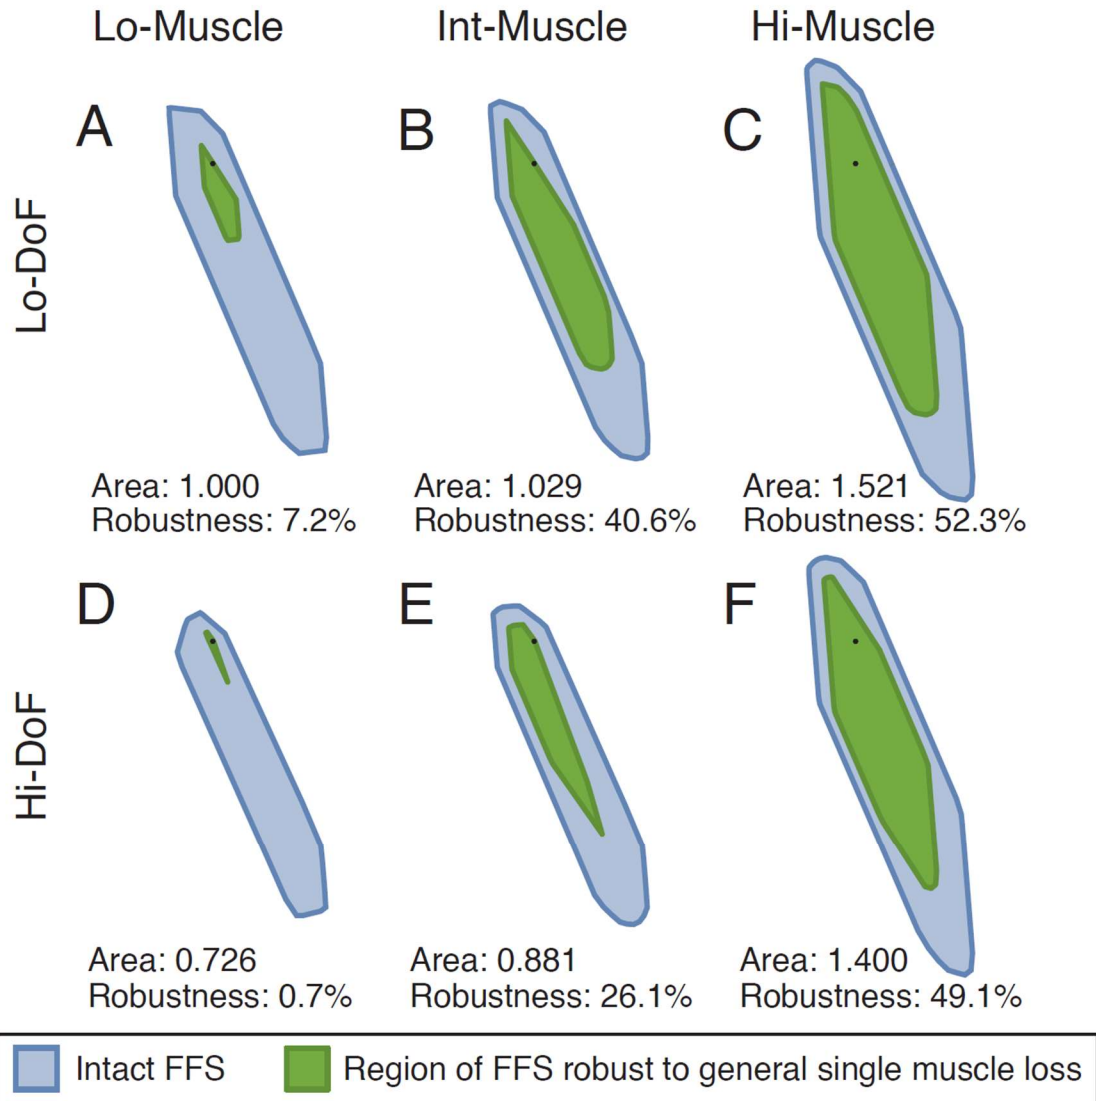 Lo-Muscle Int-Muscle Hi-Muscle
A B C
Lo-DoF
Area: 1.000 Area: 1.029 Area: 1.521
Robustness: 7.2% Robustness: 40.6% Robustness: 52.3%
D E F
Hi-DoF
Area: 0.726 Area: 0.881 Area: 1.400
Robustness: 0.7% Robustness: 26.1% Robustness: 49.1%
Intact FFS Region of FFS robust to general single muscle loss